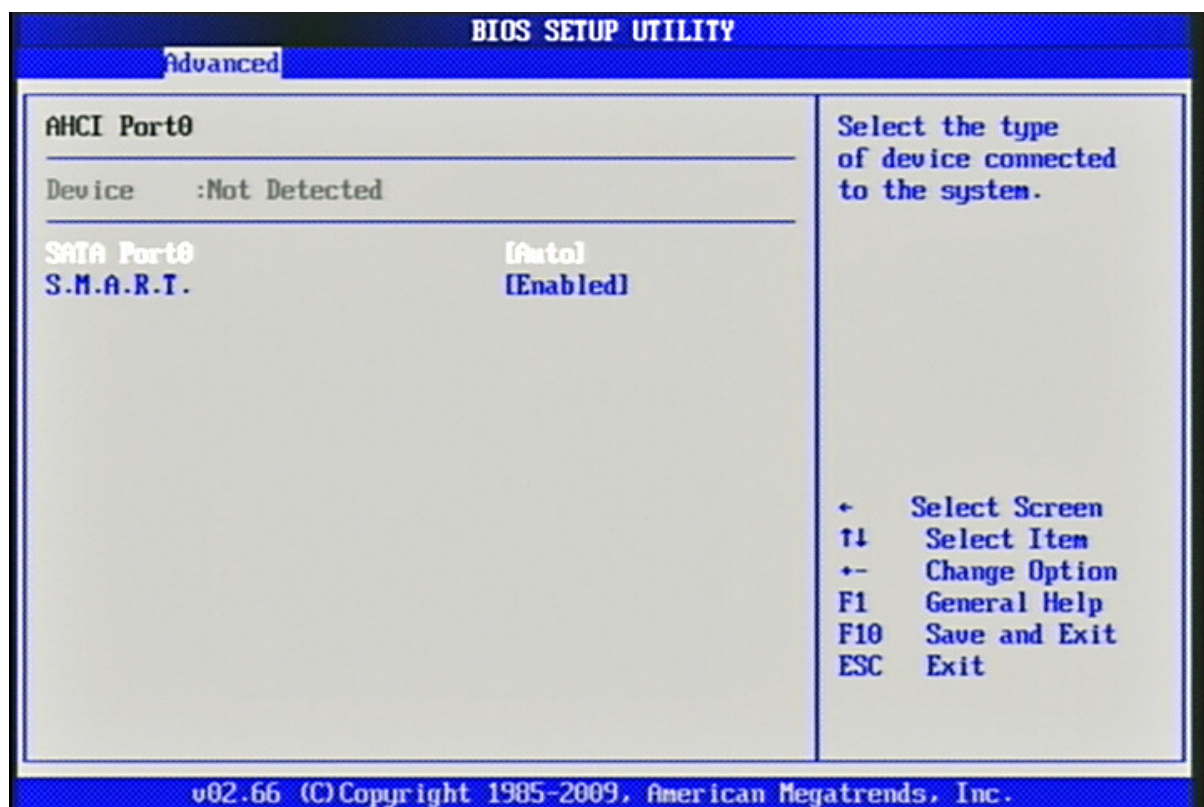 BIOS SETUP UTILITY
Advanced
AHCI Port0
Device :Not Detected
SATA Port0 [Auto]
S.M.A.R.T. [Enabled]
Select the type
of device connected
to the system.
← Select Screen
↑↓ Select Item
+- Change Option
F1 General Help
F10 Save and Exit
ESC Exit
v02.66 (C)Copyright 1985-2009, American Megatrends, Inc.